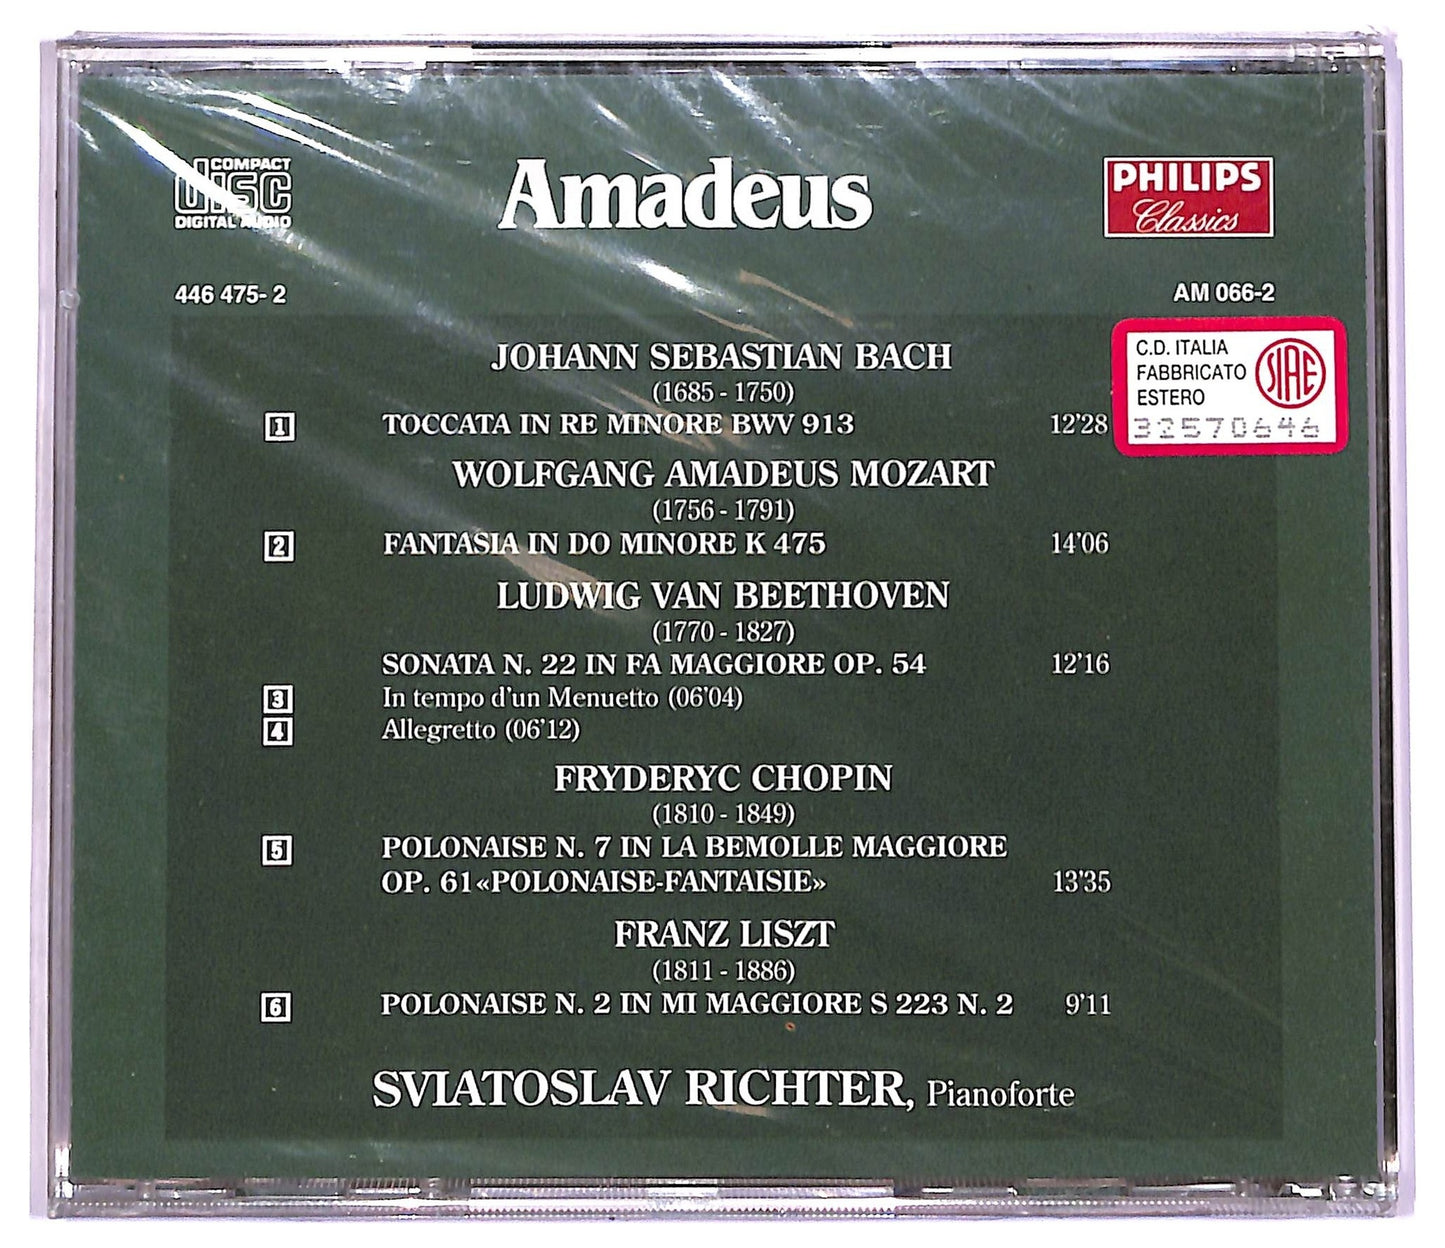 COMPACT
disc
DIGITAL AUDIO
Amadeus
PHILIPS
Classics
446 475- 2
AM 066-2
C.D. ITALIA
FABBRICATO
ESTERO
SIAE
32570646
JOHANN SEBASTIAN BACH
(1685 - 1750)
1 TOCCATA IN RE MINORE BWV 913 12'28
WOLFGANG AMADEUS MOZART
(1756 - 1791)
2 FANTASIA IN DO MINORE K 475 14'06
LUDWIG VAN BEETHOVEN
(1770 - 1827)
SONATA N. 22 IN FA MAGGIORE OP. 54 12'16
3 In tempo d'un Menuetto (06'04)
4 Allegretto (06'12)
FRYDERYC CHOPIN
(1810 - 1849)
5 POLONAISE N. 7 IN LA BEMOLLE MAGGIORE
OP. 61 «POLONAISE-FANTAISIE» 13'35
FRANZ LISZT
(1811 - 1886)
6 POLONAISE N. 2 IN MI MAGGIORE S 223 N. 2 9'11
SVIATOSLAV RICHTER, Pianoforte